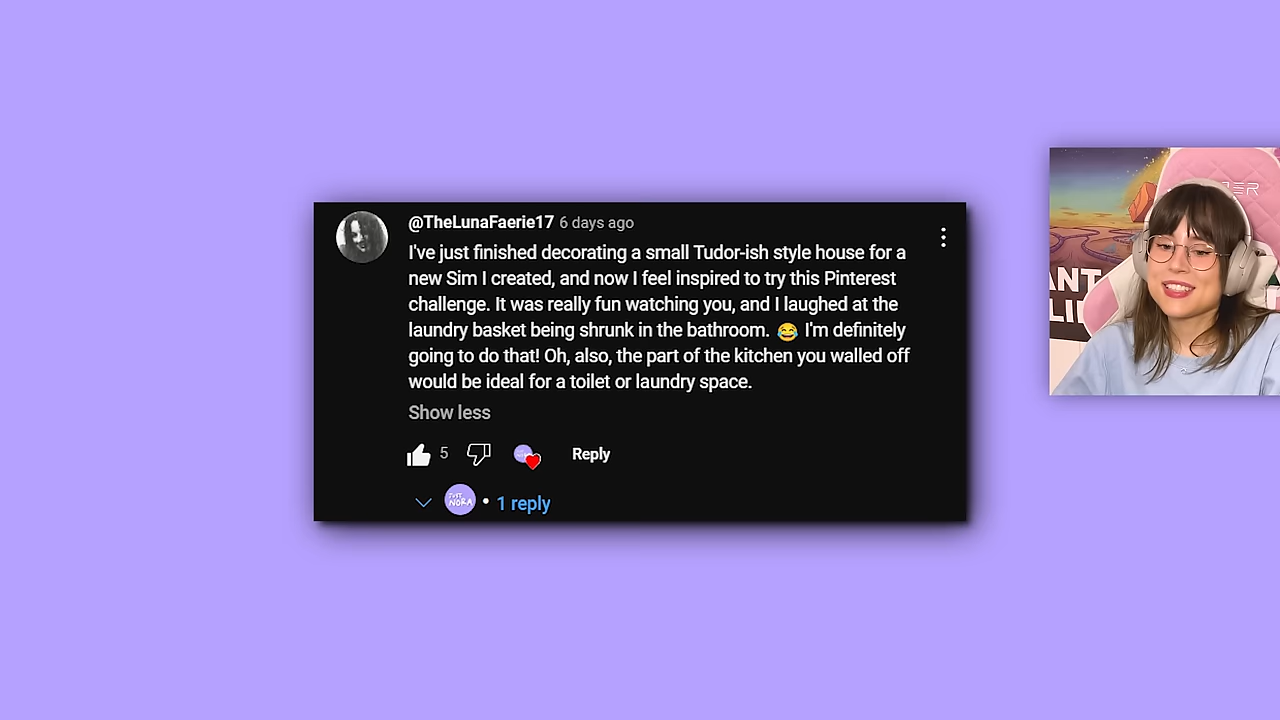 @TheLunaFaerie17 6 days ago
I've just finished decorating a small Tudor-ish style house for a
new Sim I created, and now I feel inspired to try this Pinterest
challenge. It was really fun watching you, and I laughed at the
laundry basket being shrunk in the bathroom. 😂 I'm definitely
going to do that! Oh, also, the part of the kitchen you walled off
would be ideal for a toilet or laundry space.
Show less
5 Reply
JUST NORA • 1 reply